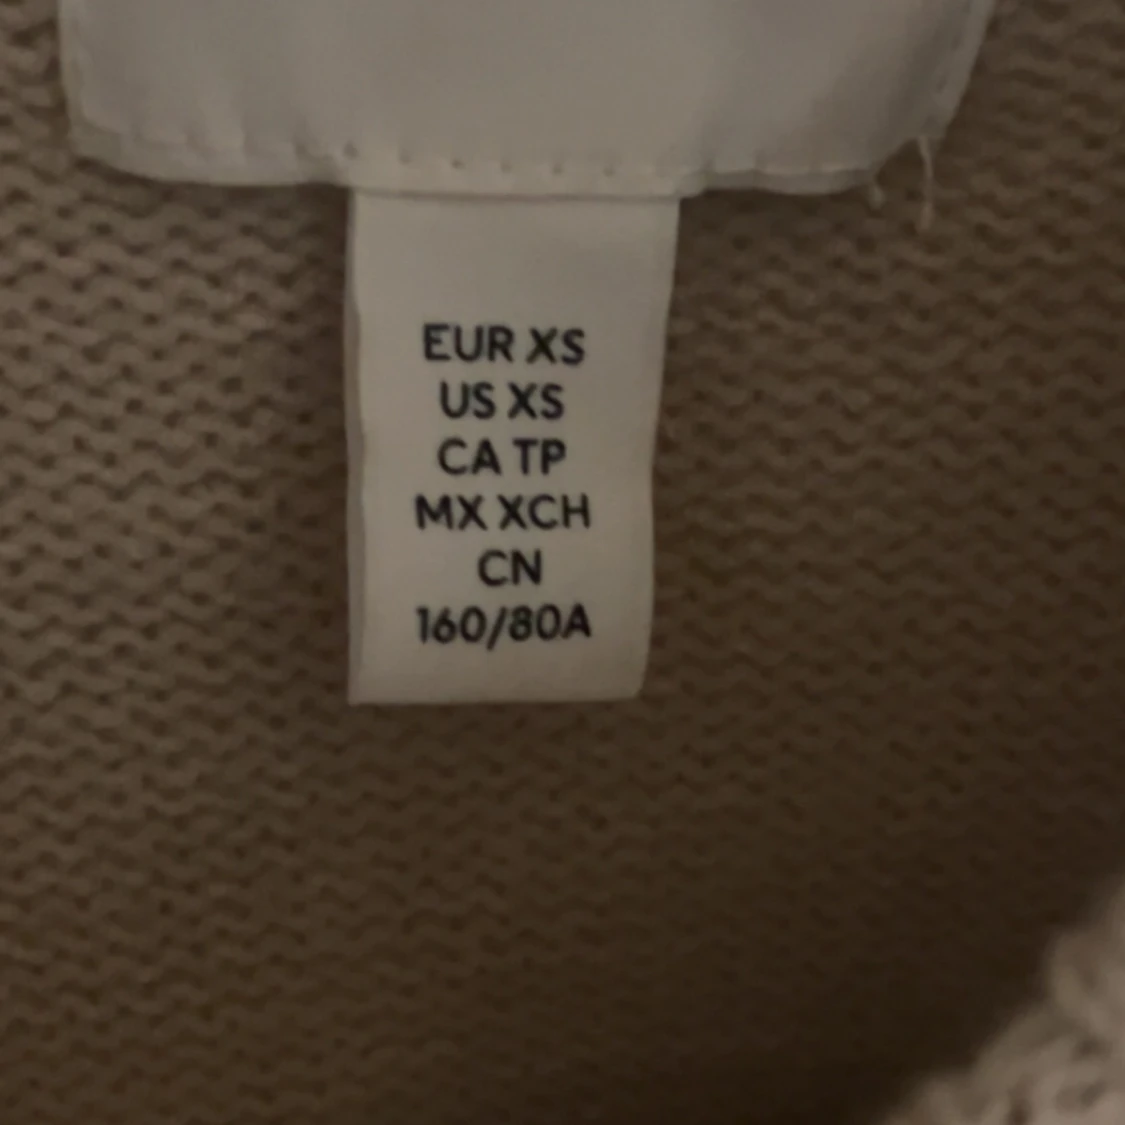 EUR XS
US XS
CA TP
MX XCH
CN
160/80A